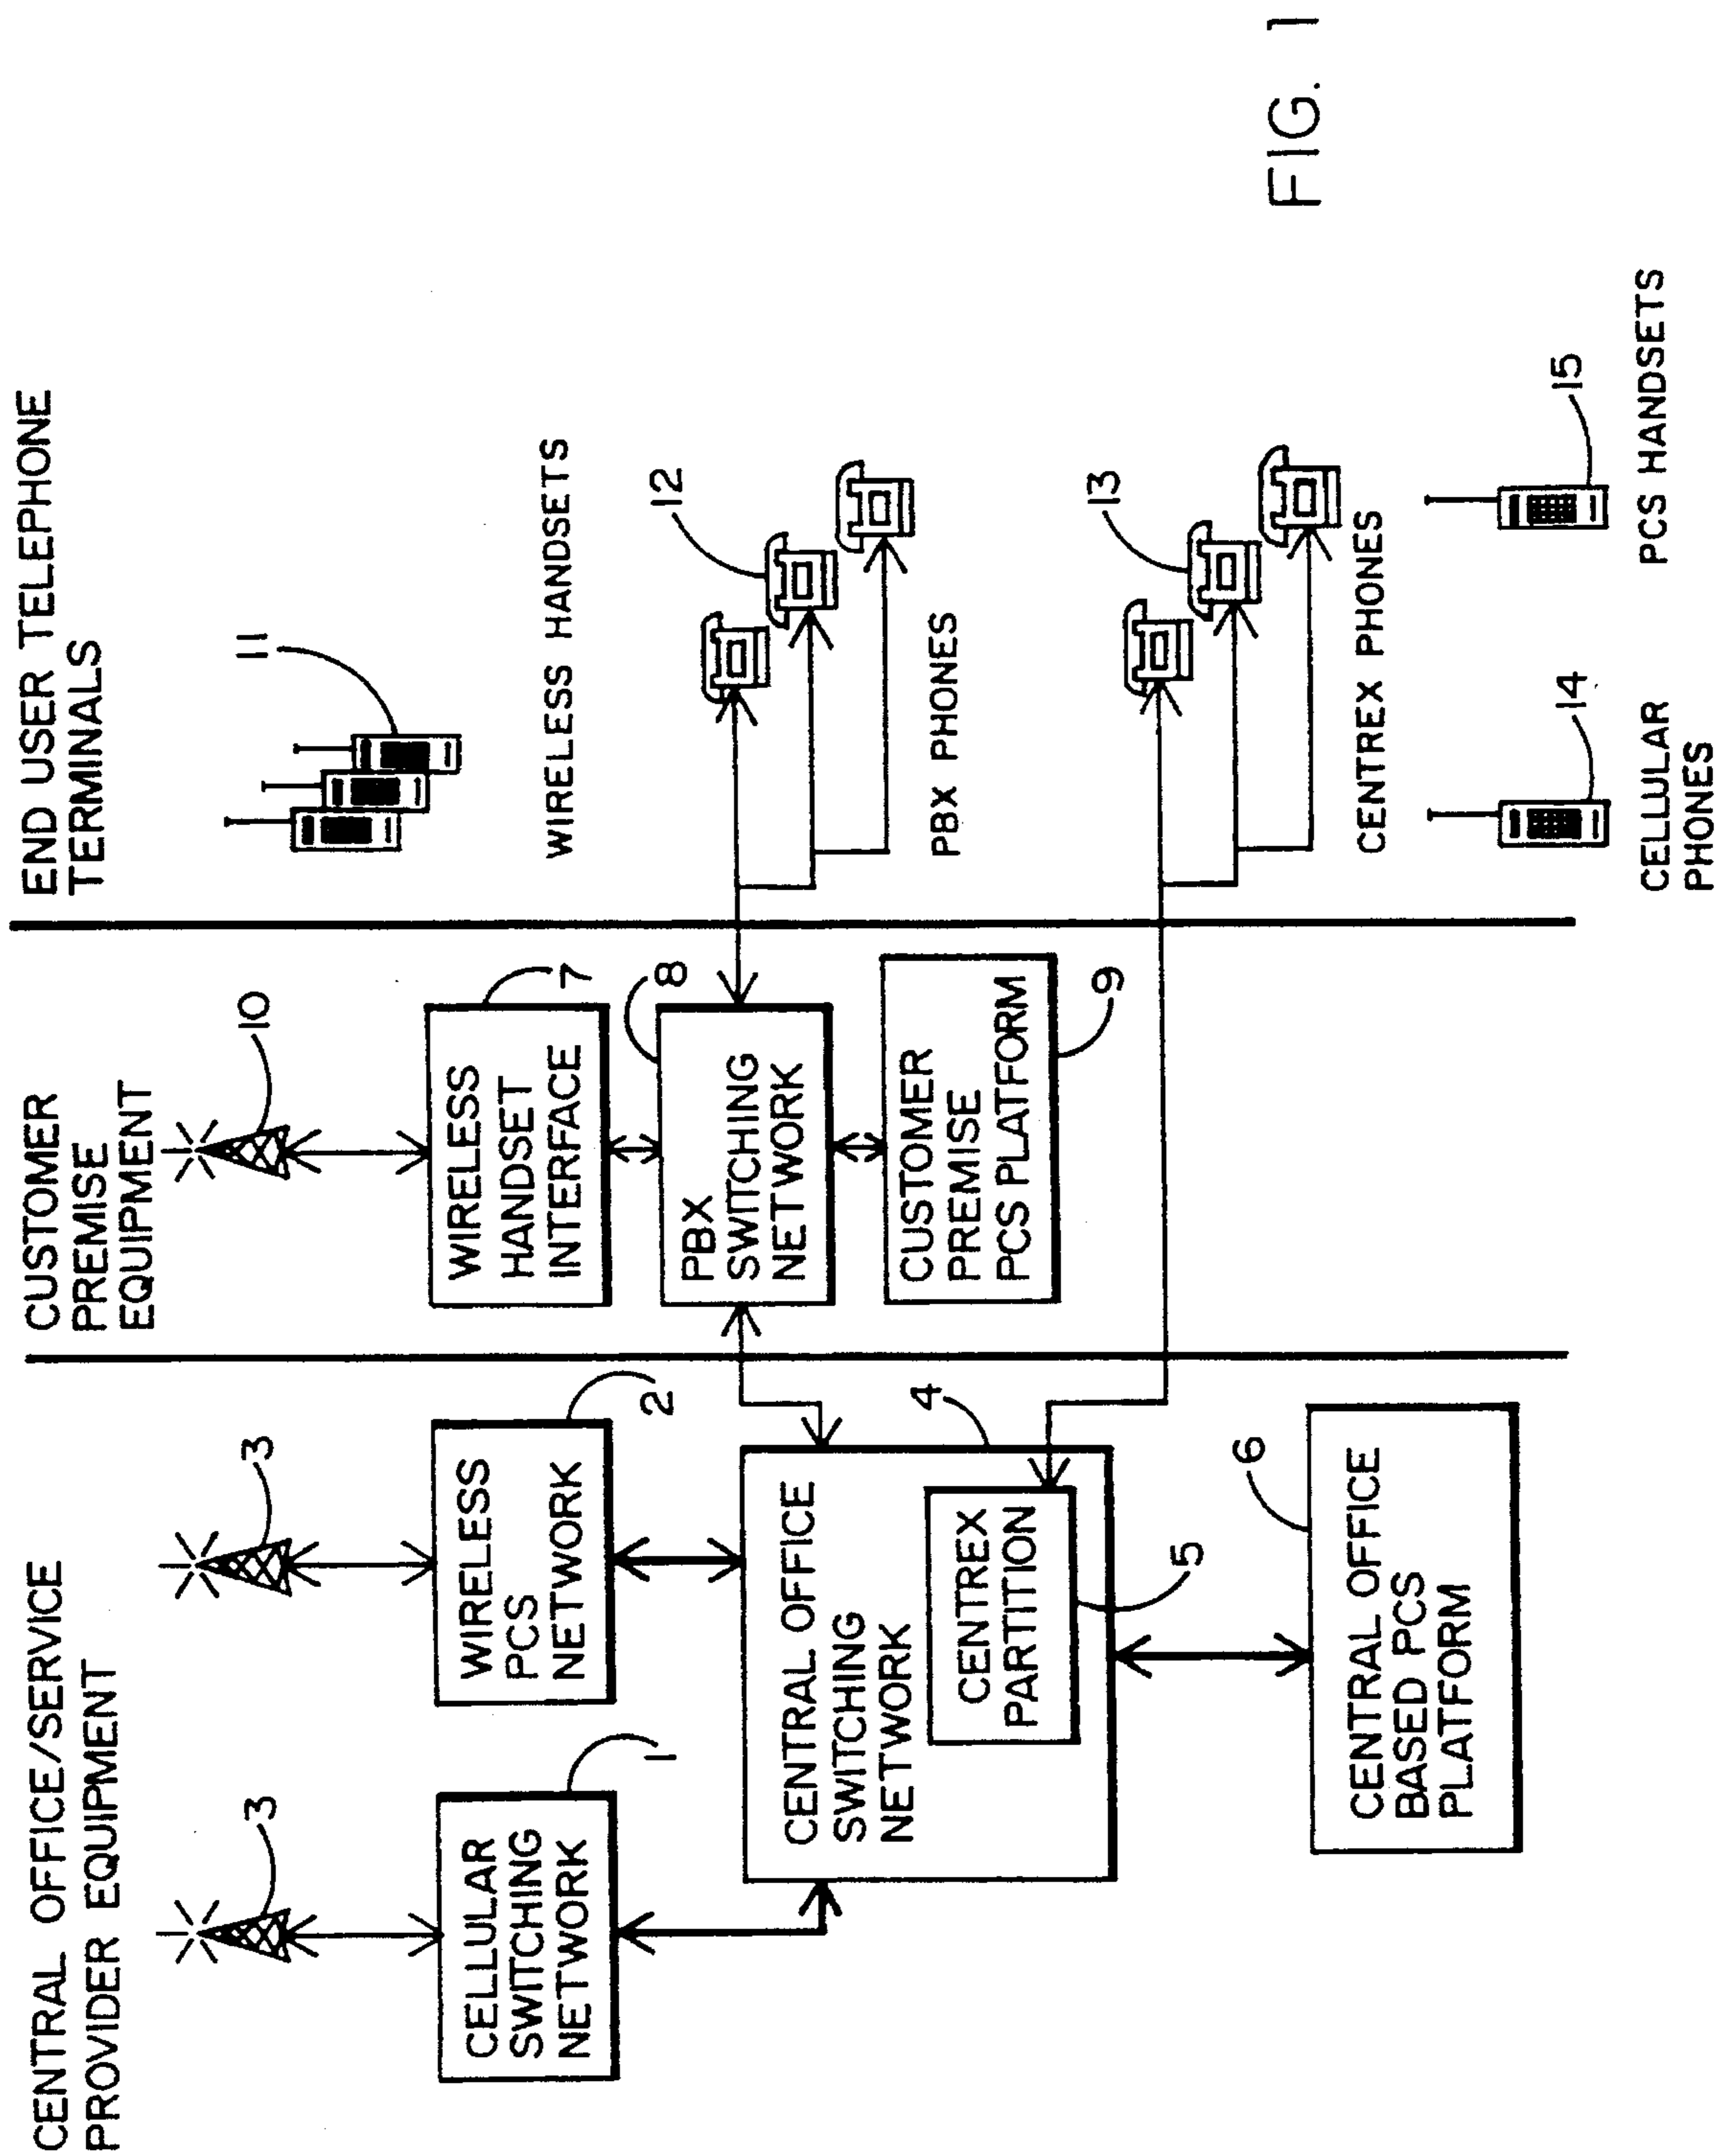 CENTRAL OFFICE/SERVICE
PROVIDER EQUIPMENT
3
3
CELLULAR
SWITCHING
NETWORK
1
WIRELESS
PCS
NETWORK
2
CENTRAL OFFICE
SWITCHING
NETWORK
4
CENTREX
PARTITION
5
CENTRAL OFFICE
BASED PCS
PLATFORM
6
CUSTOMER
PREMISE
EQUIPMENT
10
WIRELESS
HANDSET
INTERFACE
7
PBX
SWITCHING
NETWORK
8
CUSTOMER
PREMISE
PCS PLATFORM
9
END USER TELEPHONE
TERMINALS
11
WIRELESS HANDSETS
12
PBX PHONES
13
CENTREX PHONES
14
CELLULAR
PHONES
15
PCS HANDSETS
FIG. 1